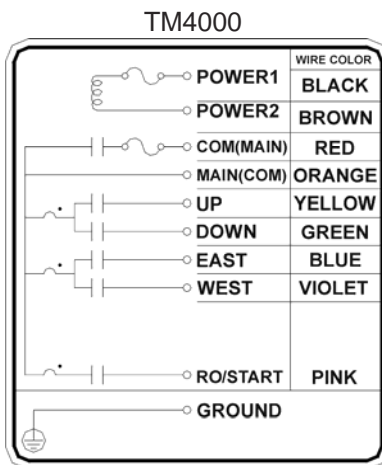 TM4000
WIRE COLOR
POWER1 BLACK
POWER2 BROWN
COM(MAIN) RED
MAIN(COM) ORANGE
UP YELLOW
DOWN GREEN
EAST BLUE
WEST VIOLET
RO/START PINK
GROUND